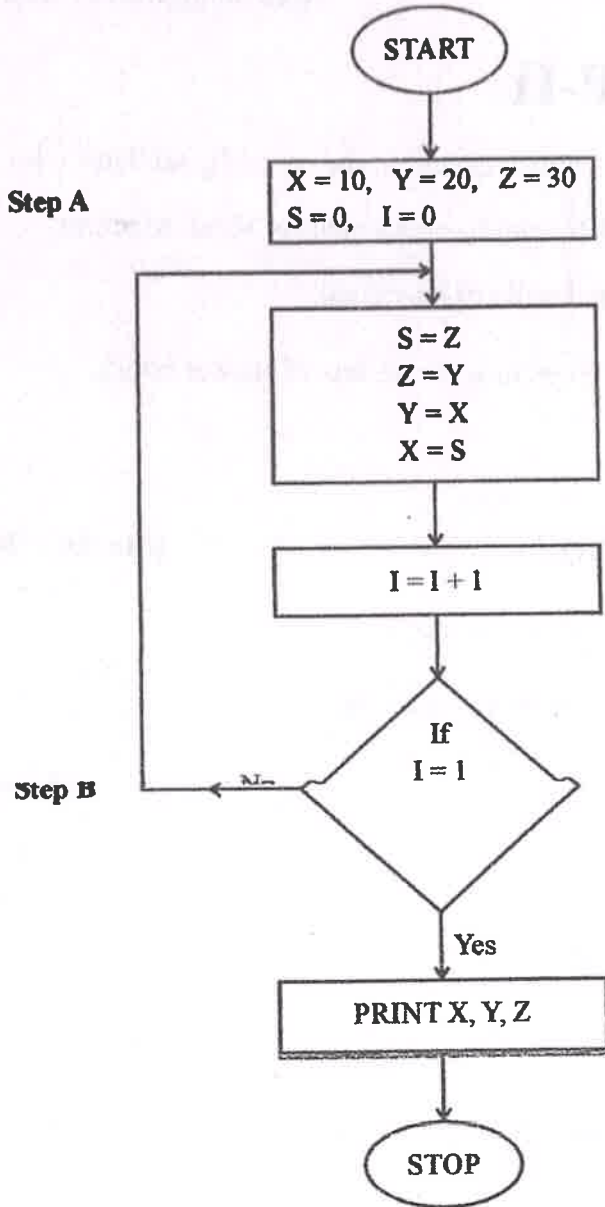 START
Step A
X = 10, Y = 20, Z = 30
S = 0, I = 0
S = Z
Z = Y
Y = X
X = S
I = I + 1
If
I = 1
Step B
Yes
PRINT X, Y, Z
STOP